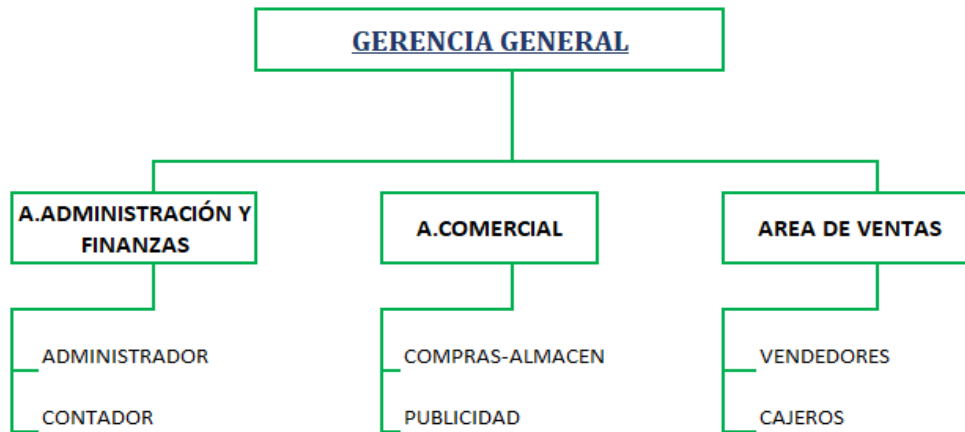 GERENCIA GENERAL
A.ADMINISTRACIÓN Y
FINANZAS
A.COMERCIAL
AREA DE VENTAS
ADMINISTRADOR
COMPRAS-ALMACEN
VENDEDORES
CONTADOR
PUBLICIDAD
CAJEROS